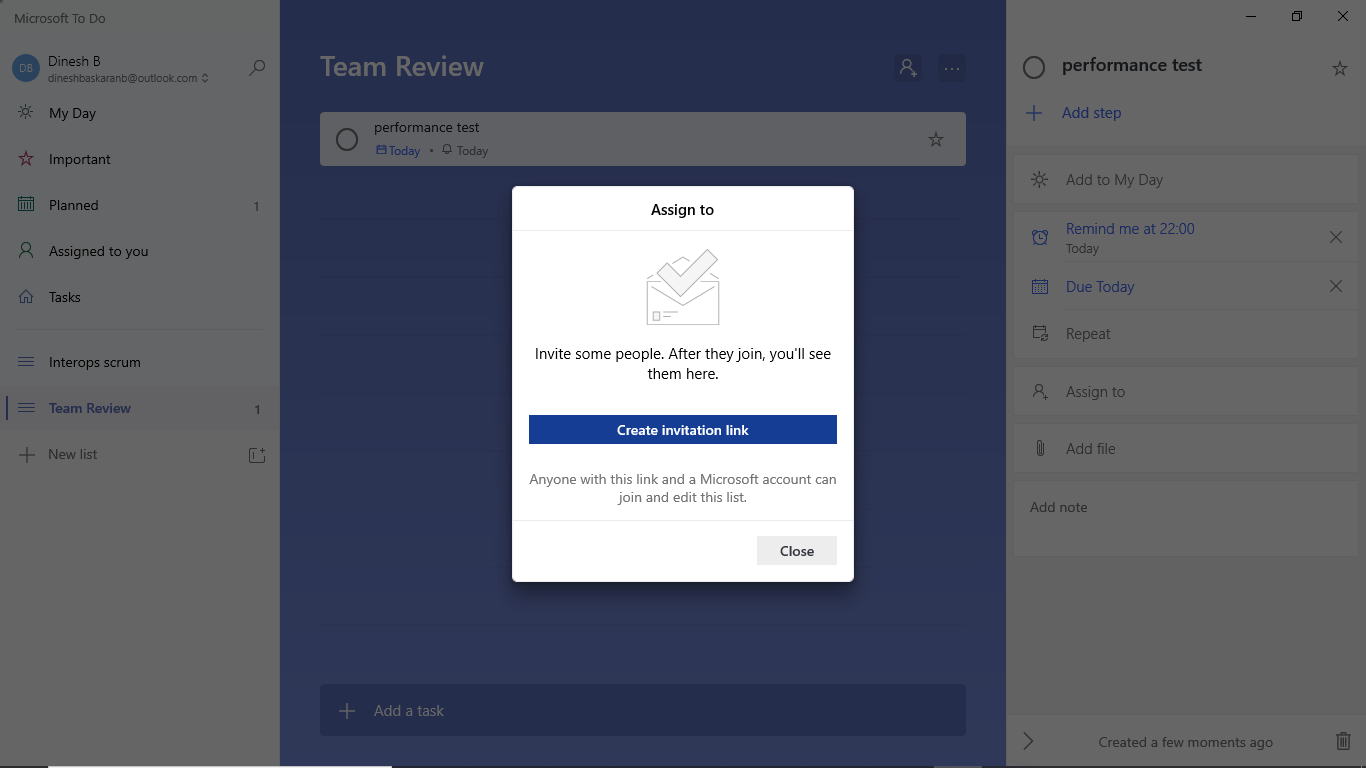 Microsoft To Do
DB
Dinesh B
dineshbaskaranb@outlook.com
My Day
Important
Planned 1
Assigned to you
Tasks
Interops scrum
Team Review 1
New list
Team Review
performance test
Today • Today
Add a task
Assign to
Invite some people. After they join, you'll see
them here.
Create invitation link
Anyone with this link and a Microsoft account can
join and edit this list.
Close
performance test
Add step
Add to My Day
Remind me at 22:00
Today
Due Today
Repeat
Assign to
Add file
Add note
Created a few moments ago